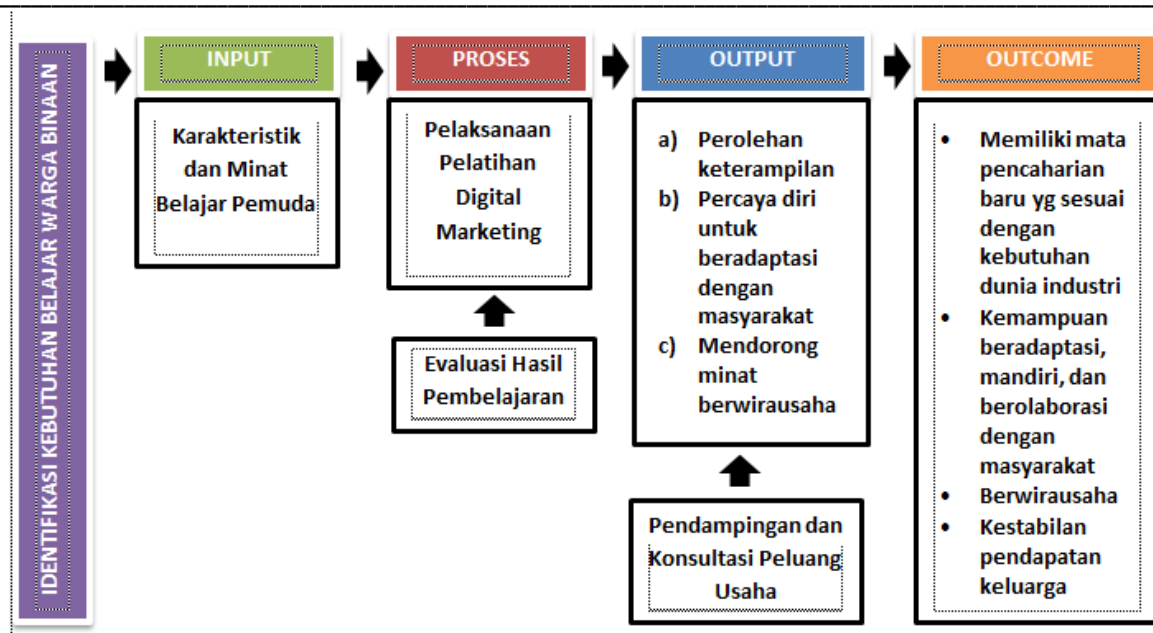 IDENTIFIKASI KEBUTUHAN BELAJAR WARGA BINAAN
INPUT
Karakteristik
dan Minat
Belajar Pemuda
PROSES
Pelaksanaan
Pelatihan
Digital
Marketing
Evaluasi Hasil
Pembelajaran
OUTPUT
a) Perolehan
keterampilan
b) Percaya diri
untuk
beradaptasi
dengan
masyarakat
c) Mendorong
minat
berwirausaha
Pendampingan dan
Konsultasi Peluang
Usaha
OUTCOME
• Memiliki mata
pencaharian
baru yg sesuai
dengan
kebutuhan
dunia industri
• Kemampuan
beradaptasi,
mandiri, dan
berolaborasi
dengan
masyarakat
• Berwirausaha
• Kestabilan
pendapatan
keluarga